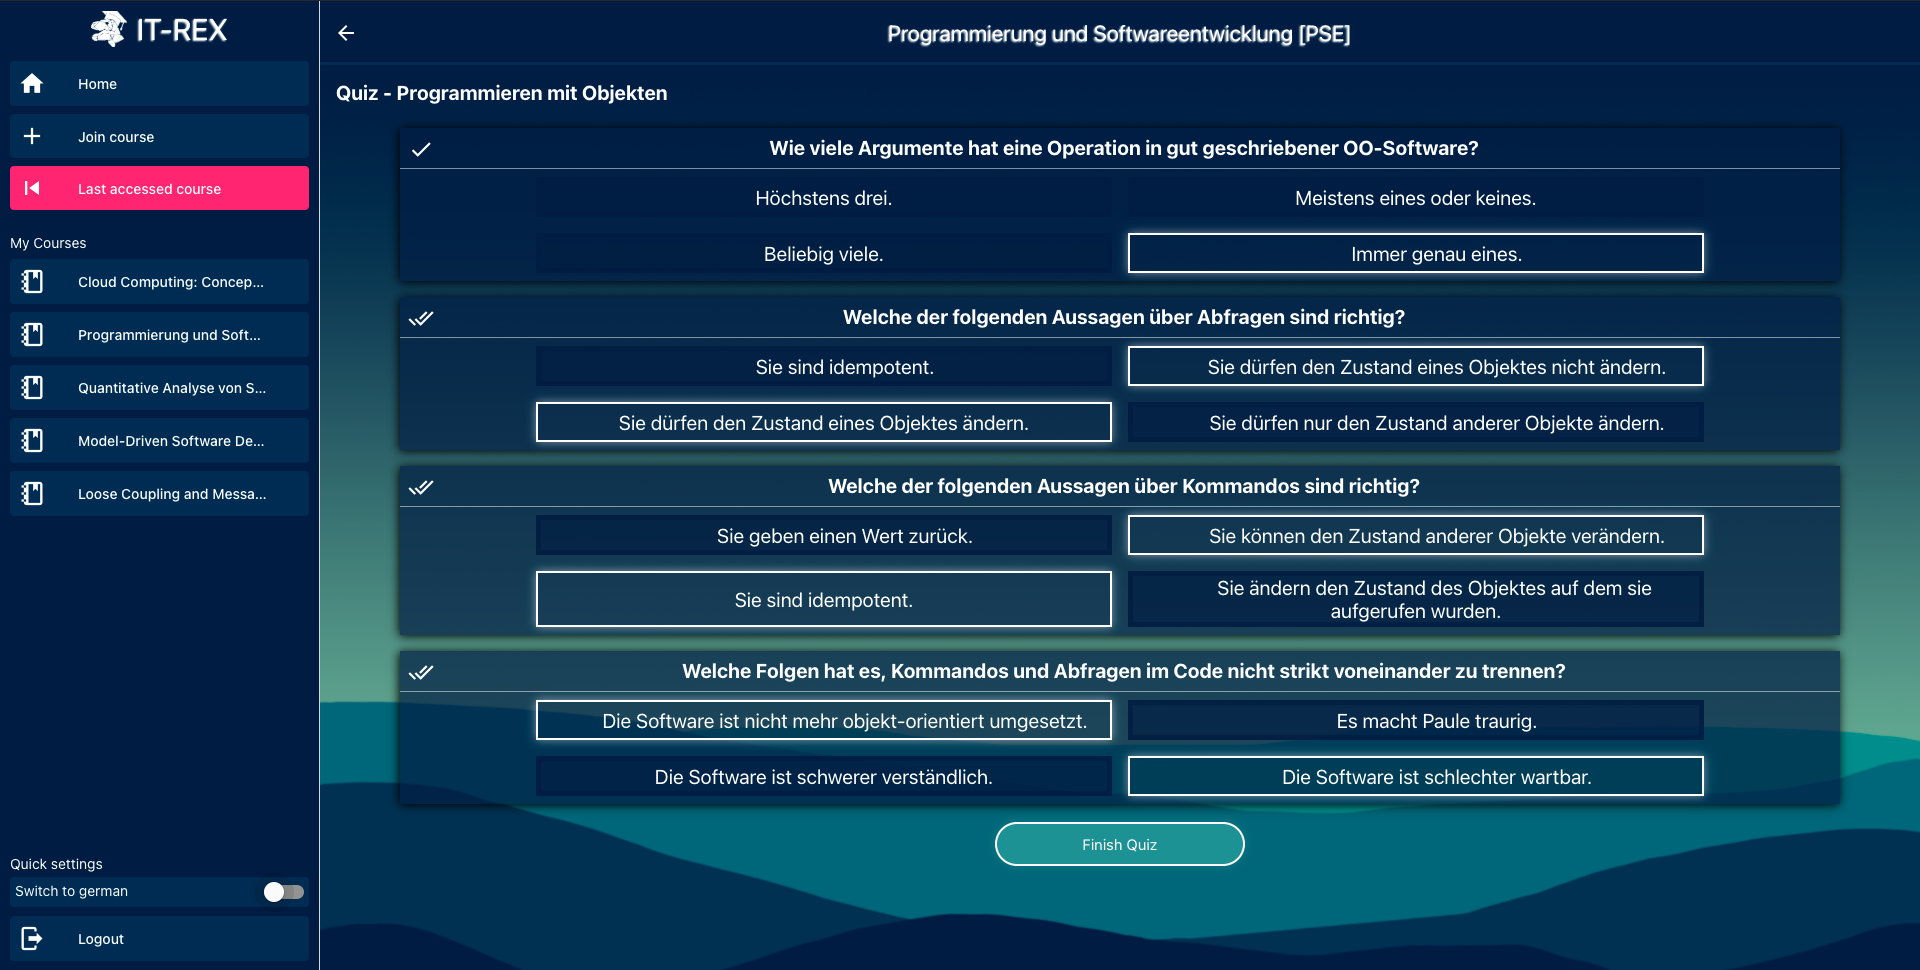 IT-REX
Home
Join course
Last accessed course
My Courses
Cloud Computing: Concep...
Programmierung und Soft...
Quantitative Analyse von S...
Model-Driven Software De...
Loose Coupling and Messa...
Quick settings
Switch to german
Logout
Programmierung und Softwareentwicklung [PSE]
Quiz - Programmieren mit Objekten
Wie viele Argumente hat eine Operation in gut geschriebener OO-Software?
Höchstens drei.
Meistens eines oder keines.
Beliebig viele.
Immer genau eines.
Welche der folgenden Aussagen über Abfragen sind richtig?
Sie sind idempotent.
Sie dürfen den Zustand eines Objektes nicht ändern.
Sie dürfen den Zustand eines Objektes ändern.
Sie dürfen nur den Zustand anderer Objekte ändern.
Welche der folgenden Aussagen über Kommandos sind richtig?
Sie geben einen Wert zurück.
Sie können den Zustand anderer Objekte verändern.
Sie sind idempotent.
Sie ändern den Zustand des Objektes auf dem sie
aufgerufen wurden.
Welche Folgen hat es, Kommandos und Abfragen im Code nicht strikt voneinander zu trennen?
Die Software ist nicht mehr objekt-orientiert umgesetzt.
Es macht Paule traurig.
Die Software ist schwerer verständlich.
Die Software ist schlechter wartbar.
Finish Quiz